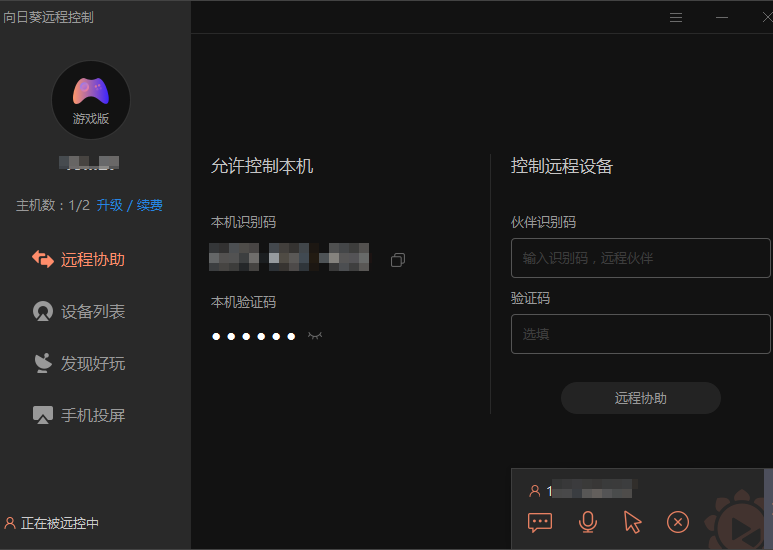 向日葵远程控制
游戏版
主机数：1/2 升级 / 续费
远程协助
设备列表
发现好玩
手机投屏
正在被远控中
允许控制本机
本机识别码
本机验证码
控制远程设备
伙伴识别码
输入识别码，远程伙伴
验证码
选填
远程协助
1